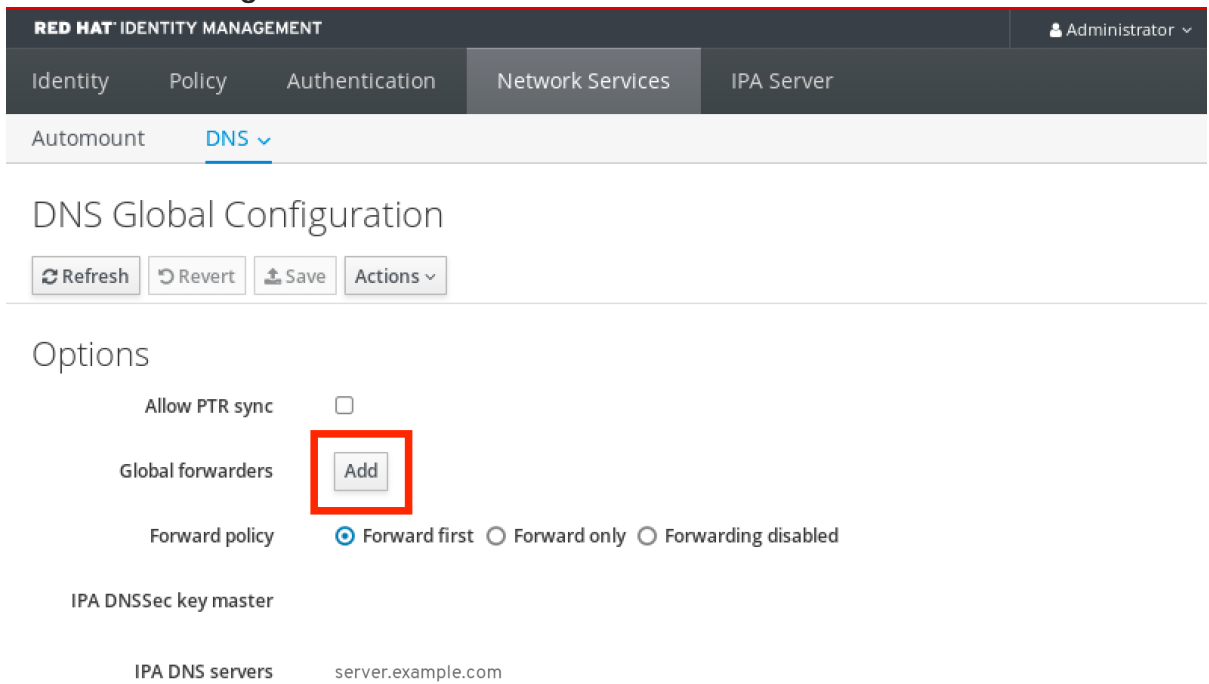 RED HAT® IDENTITY MANAGEMENT Administrator
Identity Policy Authentication Network Services IPA Server
Automount DNS
DNS Global Configuration
Refresh Revert Save Actions
Options
Allow PTR sync
Global forwarders Add
Forward policy Forward first Forward only Forwarding disabled
IPA DNSSec key master
IPA DNS servers server.example.com